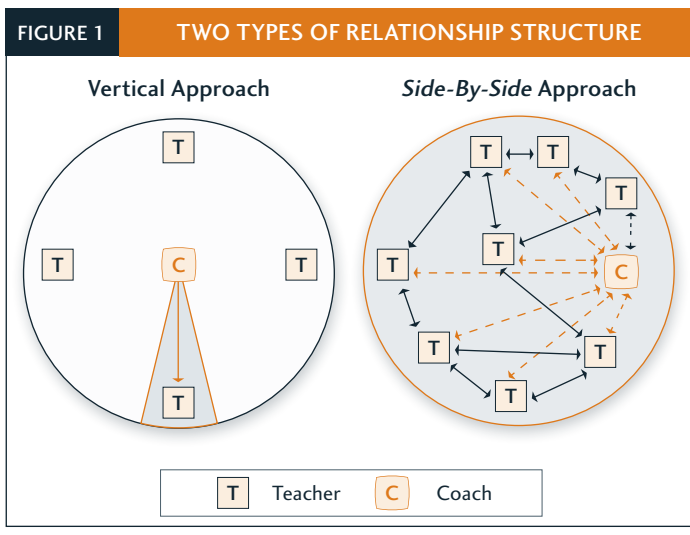 FIGURE 1
TWO TYPES OF RELATIONSHIP STRUCTURE
Vertical Approach
Side-By-Side Approach
T
T
C
T
T
T
T
T
T
T
C
T
T
T
T Teacher C Coach